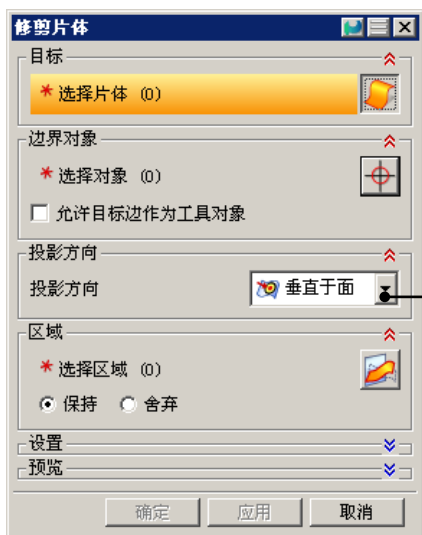 修剪片体
目标
* 选择片体 (0)
边界对象
* 选择对象 (0)
允许目标边作为工具对象
投影方向
投影方向 垂直于面
区域
* 选择区域 (0)
保持 舍弃
设置
预览
确定 应用 取消